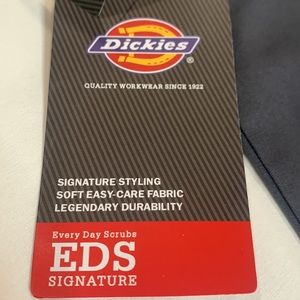 Dickies
®
QUALITY WORKWEAR SINCE 1922
SIGNATURE STYLING
SOFT EASY-CARE FABRIC
LEGENDARY DURABILITY
Every Day Scrubs
EDS
SIGNATURE